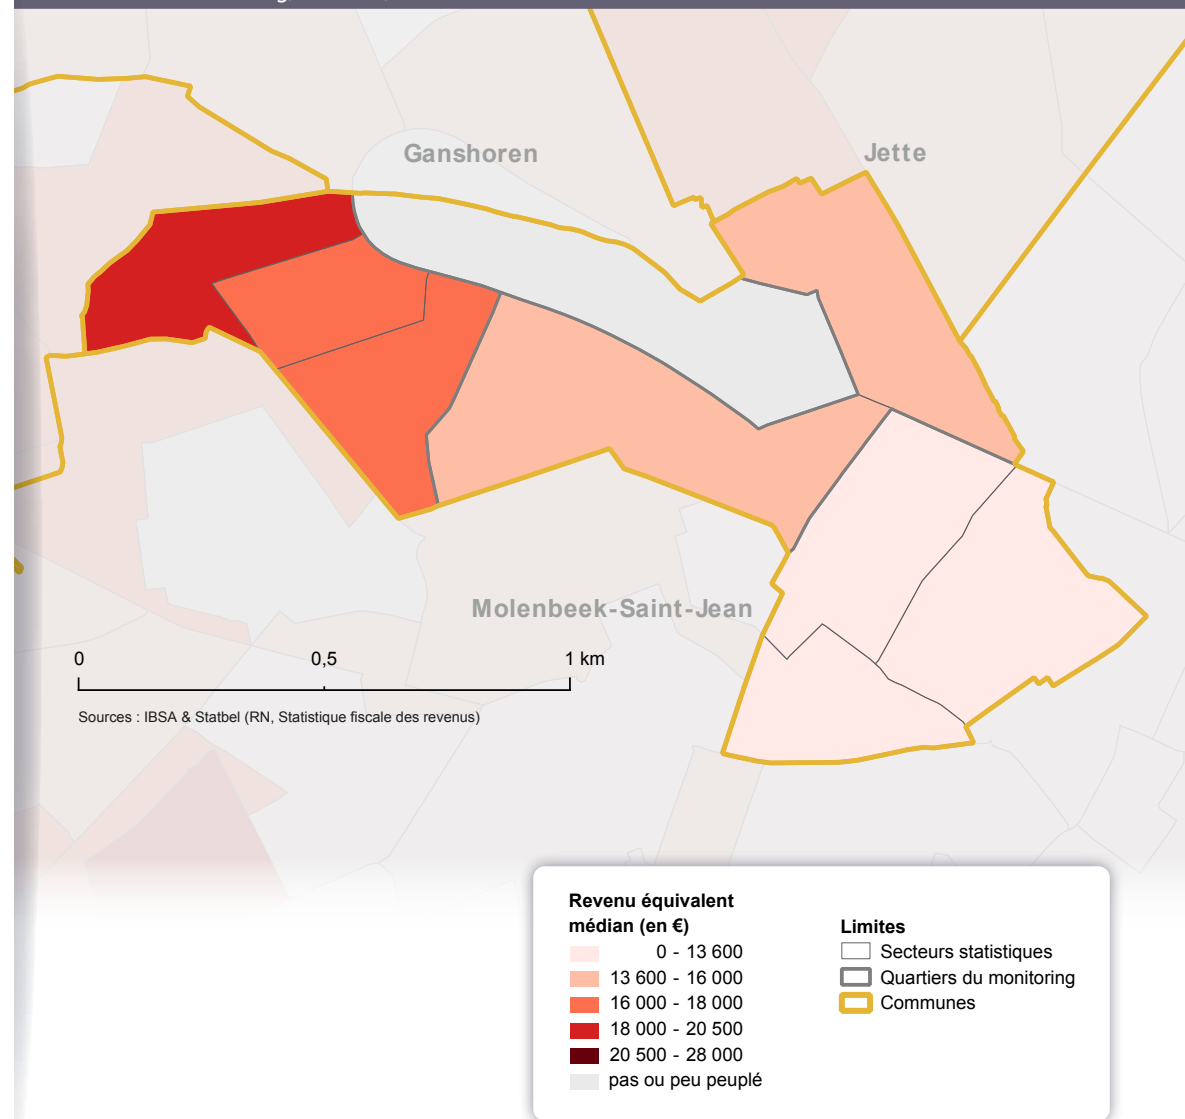 Ganshoren
Jette
Molenbeek-Saint-Jean
0 0,5 1 km
Sources : IBSA & Statbel (RN, Statistique fiscale des revenus)
Revenu équivalent
médian (en €)
0 - 13 600
13 600 - 16 000
16 000 - 18 000
18 000 - 20 500
20 500 - 28 000
pas ou peu peuplé
Limites
Secteurs statistiques
Quartiers du monitoring
Communes